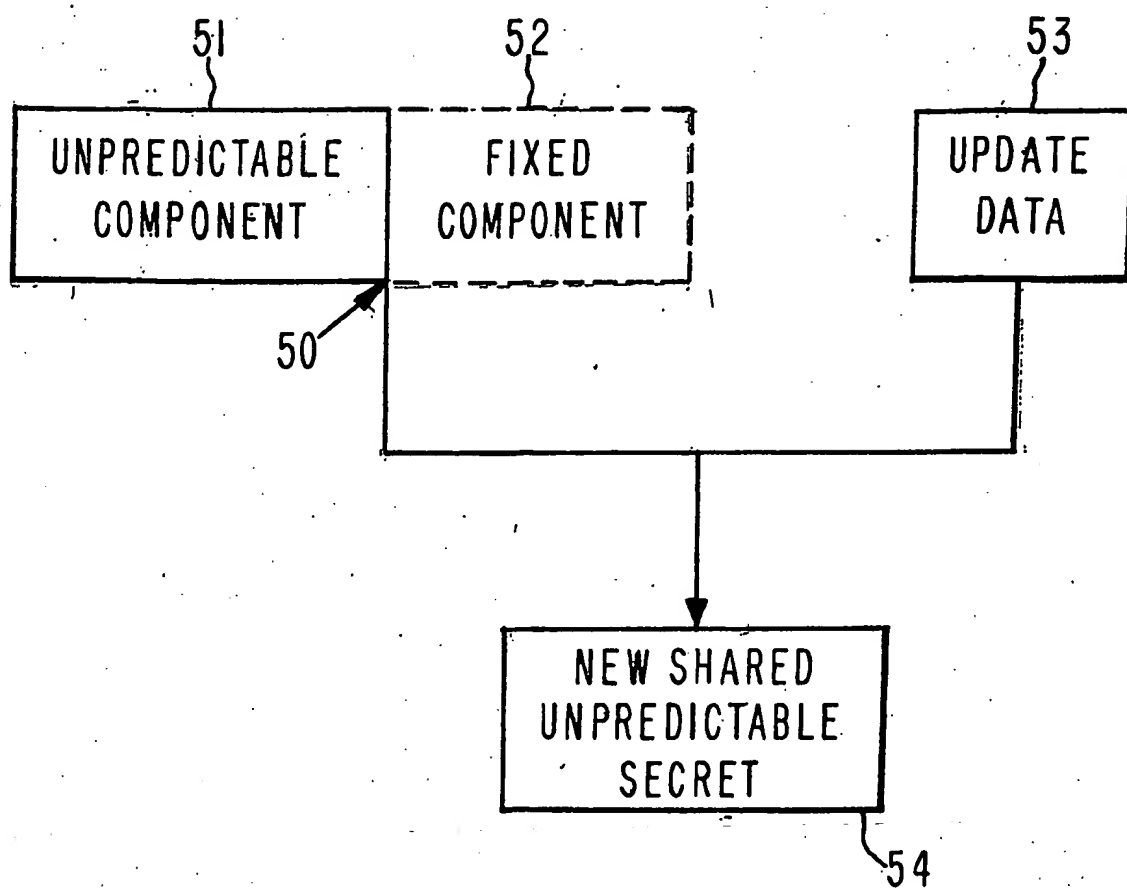 51
52
53
UNPREDICTABLE
COMPONENT
FIXED
COMPONENT
UPDATE
DATA
50
NEW SHARED
UNPREDICTABLE
SECRET
54